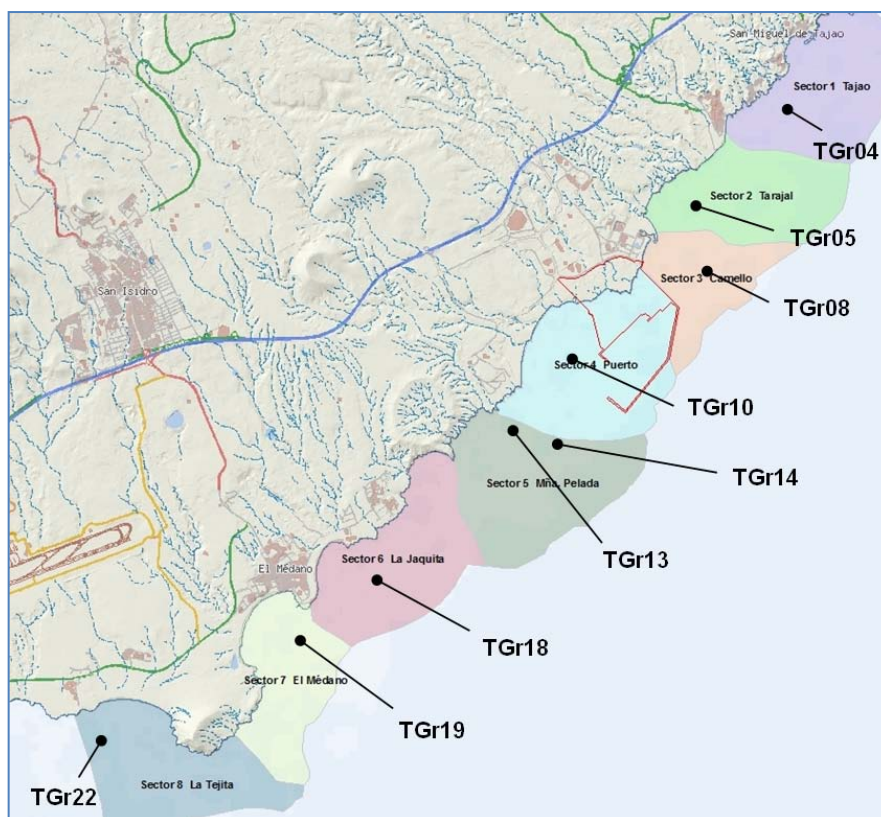 San Miguel de Tajao
Sector 1 Tajao
TGr04
Sector 2 Tarajal
TGr05
Sector 3 Camello
TGr08
San Isidro
Sector 4 Puerto
TGr10
TGr14
Sector 5 Mña. Pelada
TGr13
Sector 6 La Jaquita
El Médano
TGr18
Sector 7 El Médano
TGr19
Sector 8 La Tejita
TGr22